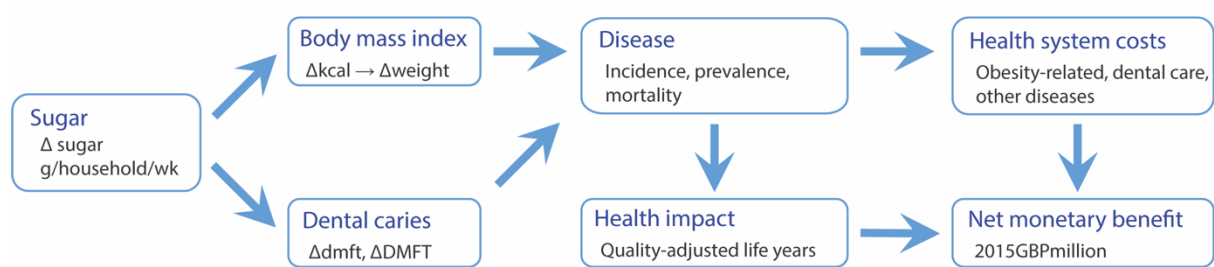 Sugar
Δ sugar
g/household/wk
Body mass index
Δkcal → Δweight
Dental caries
Δdmft, ΔDMFT
Disease
Incidence, prevalence,
mortality
Health impact
Quality-adjusted life years
Health system costs
Obesity-related, dental care,
other diseases
Net monetary benefit
2015GBPmillion